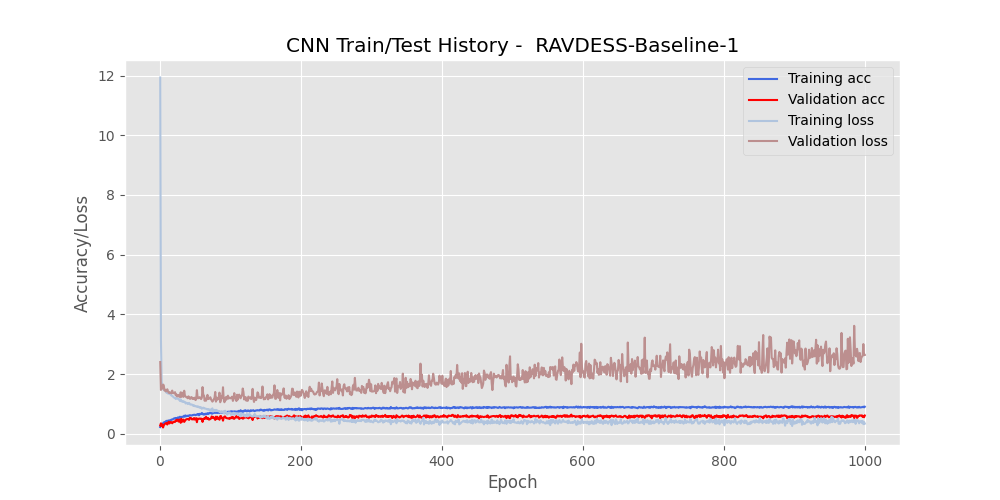 CNN Train/Test History -  RAVDESS-Baseline-1
12
10
8
6
4
2
0
Accuracy/Loss
Training acc
Validation acc
Training loss
Validation loss
0
200
400
600
800
1000
Epoch